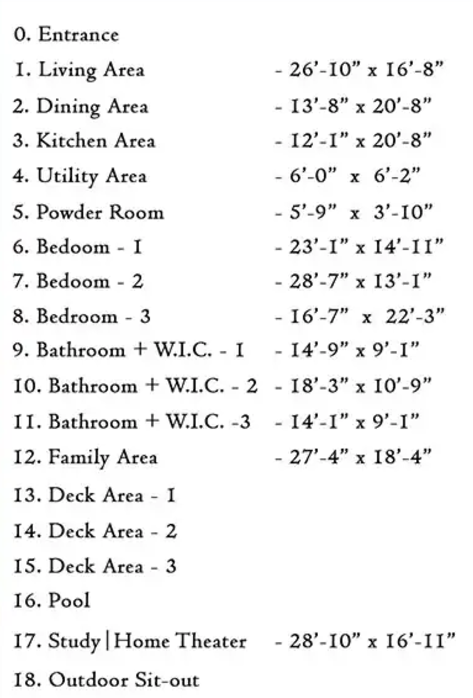 0. Entrance
1. Living Area - 26'-10" x 16'-8"
2. Dining Area - 13'-8" x 20'-8"
3. Kitchen Area - 12'-1" x 20'-8"
4. Utility Area - 6'-0" x 6'-2"
5. Powder Room - 5'-9" x 3'-10"
6. Bedoom - 1 - 23'-1" x 14'-11"
7. Bedoom - 2 - 28'-7" x 13'-1"
8. Bedroom - 3 - 16'-7" x 22'-3"
9. Bathroom + W.I.C. - 1 - 14'-9" x 9'-1"
10. Bathroom + W.I.C. - 2 - 18'-3" x 10'-9"
11. Bathroom + W.I.C. -3 - 14'-1" x 9'-1"
12. Family Area - 27'-4" x 18'-4"
13. Deck Area - 1
14. Deck Area - 2
15. Deck Area - 3
16. Pool
17. Study|Home Theater - 28'-10" x 16'-11"
18. Outdoor Sit-out